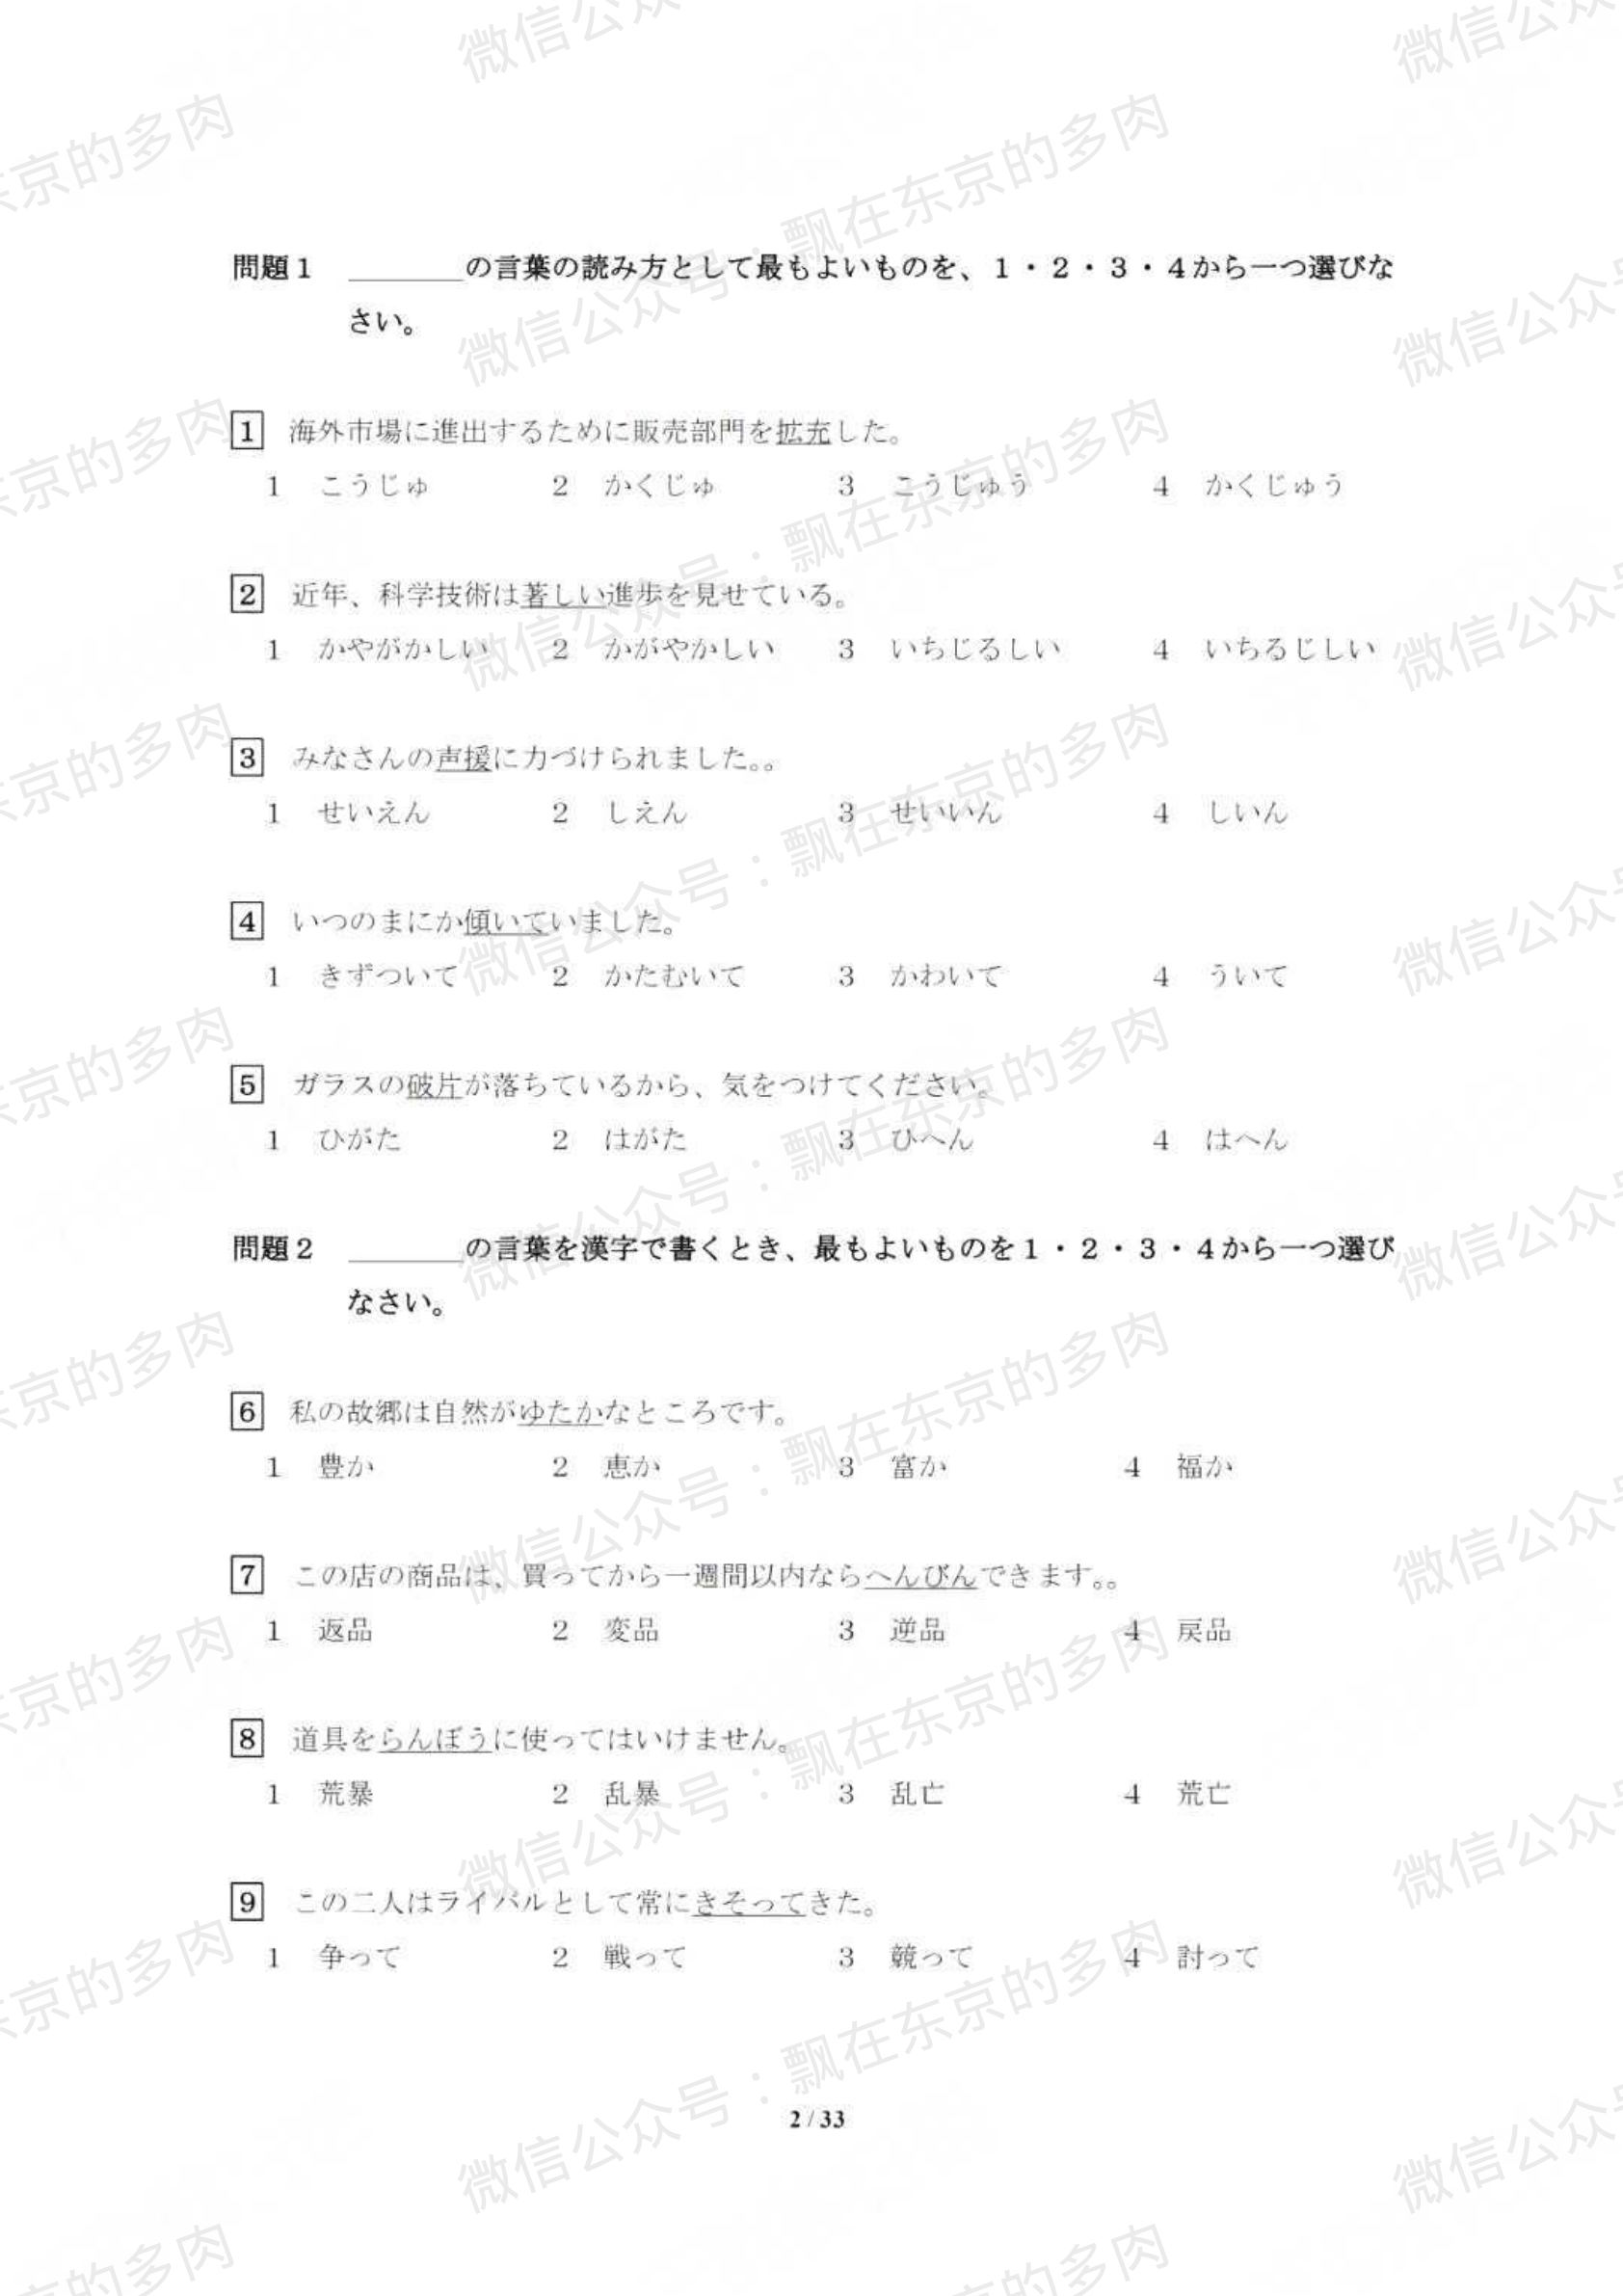 問題1 ＿＿＿＿の言葉の読み方として最もよいものを、1・2・3・4から一つ選びな
さい。
1 海外市場に進出するために販売部門を拡充した。
1 こうじゅ 2 かくじゅ 3 こうじゅう 4 かくじゅう
2 近年、科学技術は著しい進歩を見せている。
1 かやがかしい 2 かがやかしい 3 いちじるしい 4 いちるじしい
3 みなさんの声援に力づけられました。。
1 せいえん 2 しえん 3 せいいん 4 しいん
4 いつのまにか傾いていました。
1 きずついて 2 かたむいて 3 かわいて 4 ういて
5 ガラスの破片が落ちているから、気をつけてください。
1 ひがた 2 はがた 3 ひへん 4 はへん
問題2 ＿＿＿＿の言葉を漢字で書くとき、最もよいものを1・2・3・4から一つ選び
なさい。
6 私の故郷は自然がゆたかなところです。
1 豊か 2 恵か 3 富か 4 福か
7 この店の商品は、買ってから一週間以内ならへんぴんできます。。
1 返品 2 変品 3 逆品 4 戻品
8 道具をらんぼうに使ってはいけません。
1 荒暴 2 乱暴 3 乱亡 4 荒亡
9 この二人はライバルとして常にきそってきた。
1 争って 2 戦って 3 競って 4 討って
2 / 33
微信公众号：飘在东京的多肉